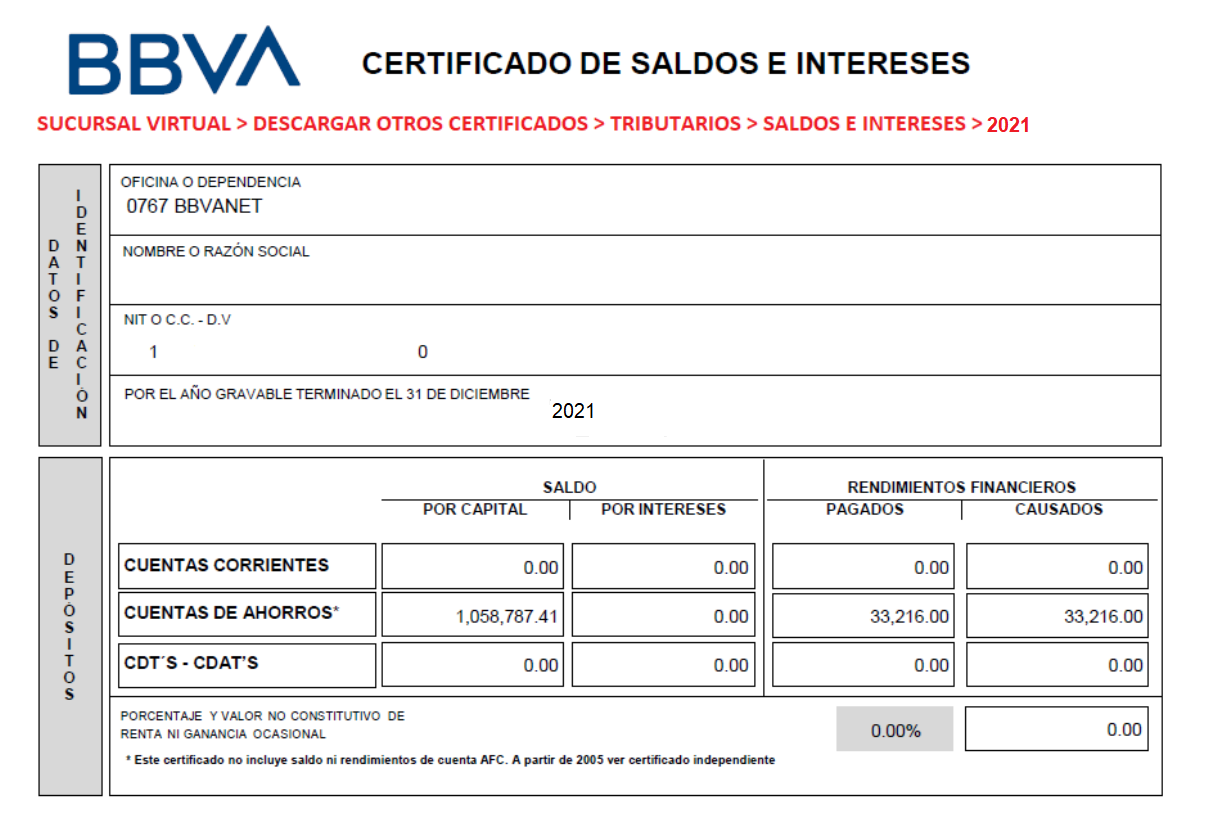 BBVA
CERTIFICADO DE SALDOS E INTERESES
SUCURSAL VIRTUAL > DESCARGAR OTROS CERTIFICADOS > TRIBUTARIOS > SALDOS E INTERESES > 2021
DATOS DE
IDENTIFICACIÓN
OFICINA O DEPENDENCIA
0767 BBVANET
NOMBRE O RAZÓN SOCIAL
NIT O C.C. - D.V
1 0
POR EL AÑO GRAVABLE TERMINADO EL 31 DE DICIEMBRE
2021
DEPÓSITOS
SALDO RENDIMIENTOS FINANCIEROS
POR CAPITAL POR INTERESES PAGADOS CAUSADOS
CUENTAS CORRIENTES 0.00 0.00 0.00 0.00
CUENTAS DE AHORROS* 1,058,787.41 0.00 33,216.00 33,216.00
CDT´S - CDAT'S 0.00 0.00 0.00 0.00
PORCENTAJE Y VALOR NO CONSTITUTIVO DE
RENTA NI GANANCIA OCASIONAL 0.00% 0.00
* Este certificado no incluye saldo ni rendimientos de cuenta AFC. A partir de 2005 ver certificado independiente